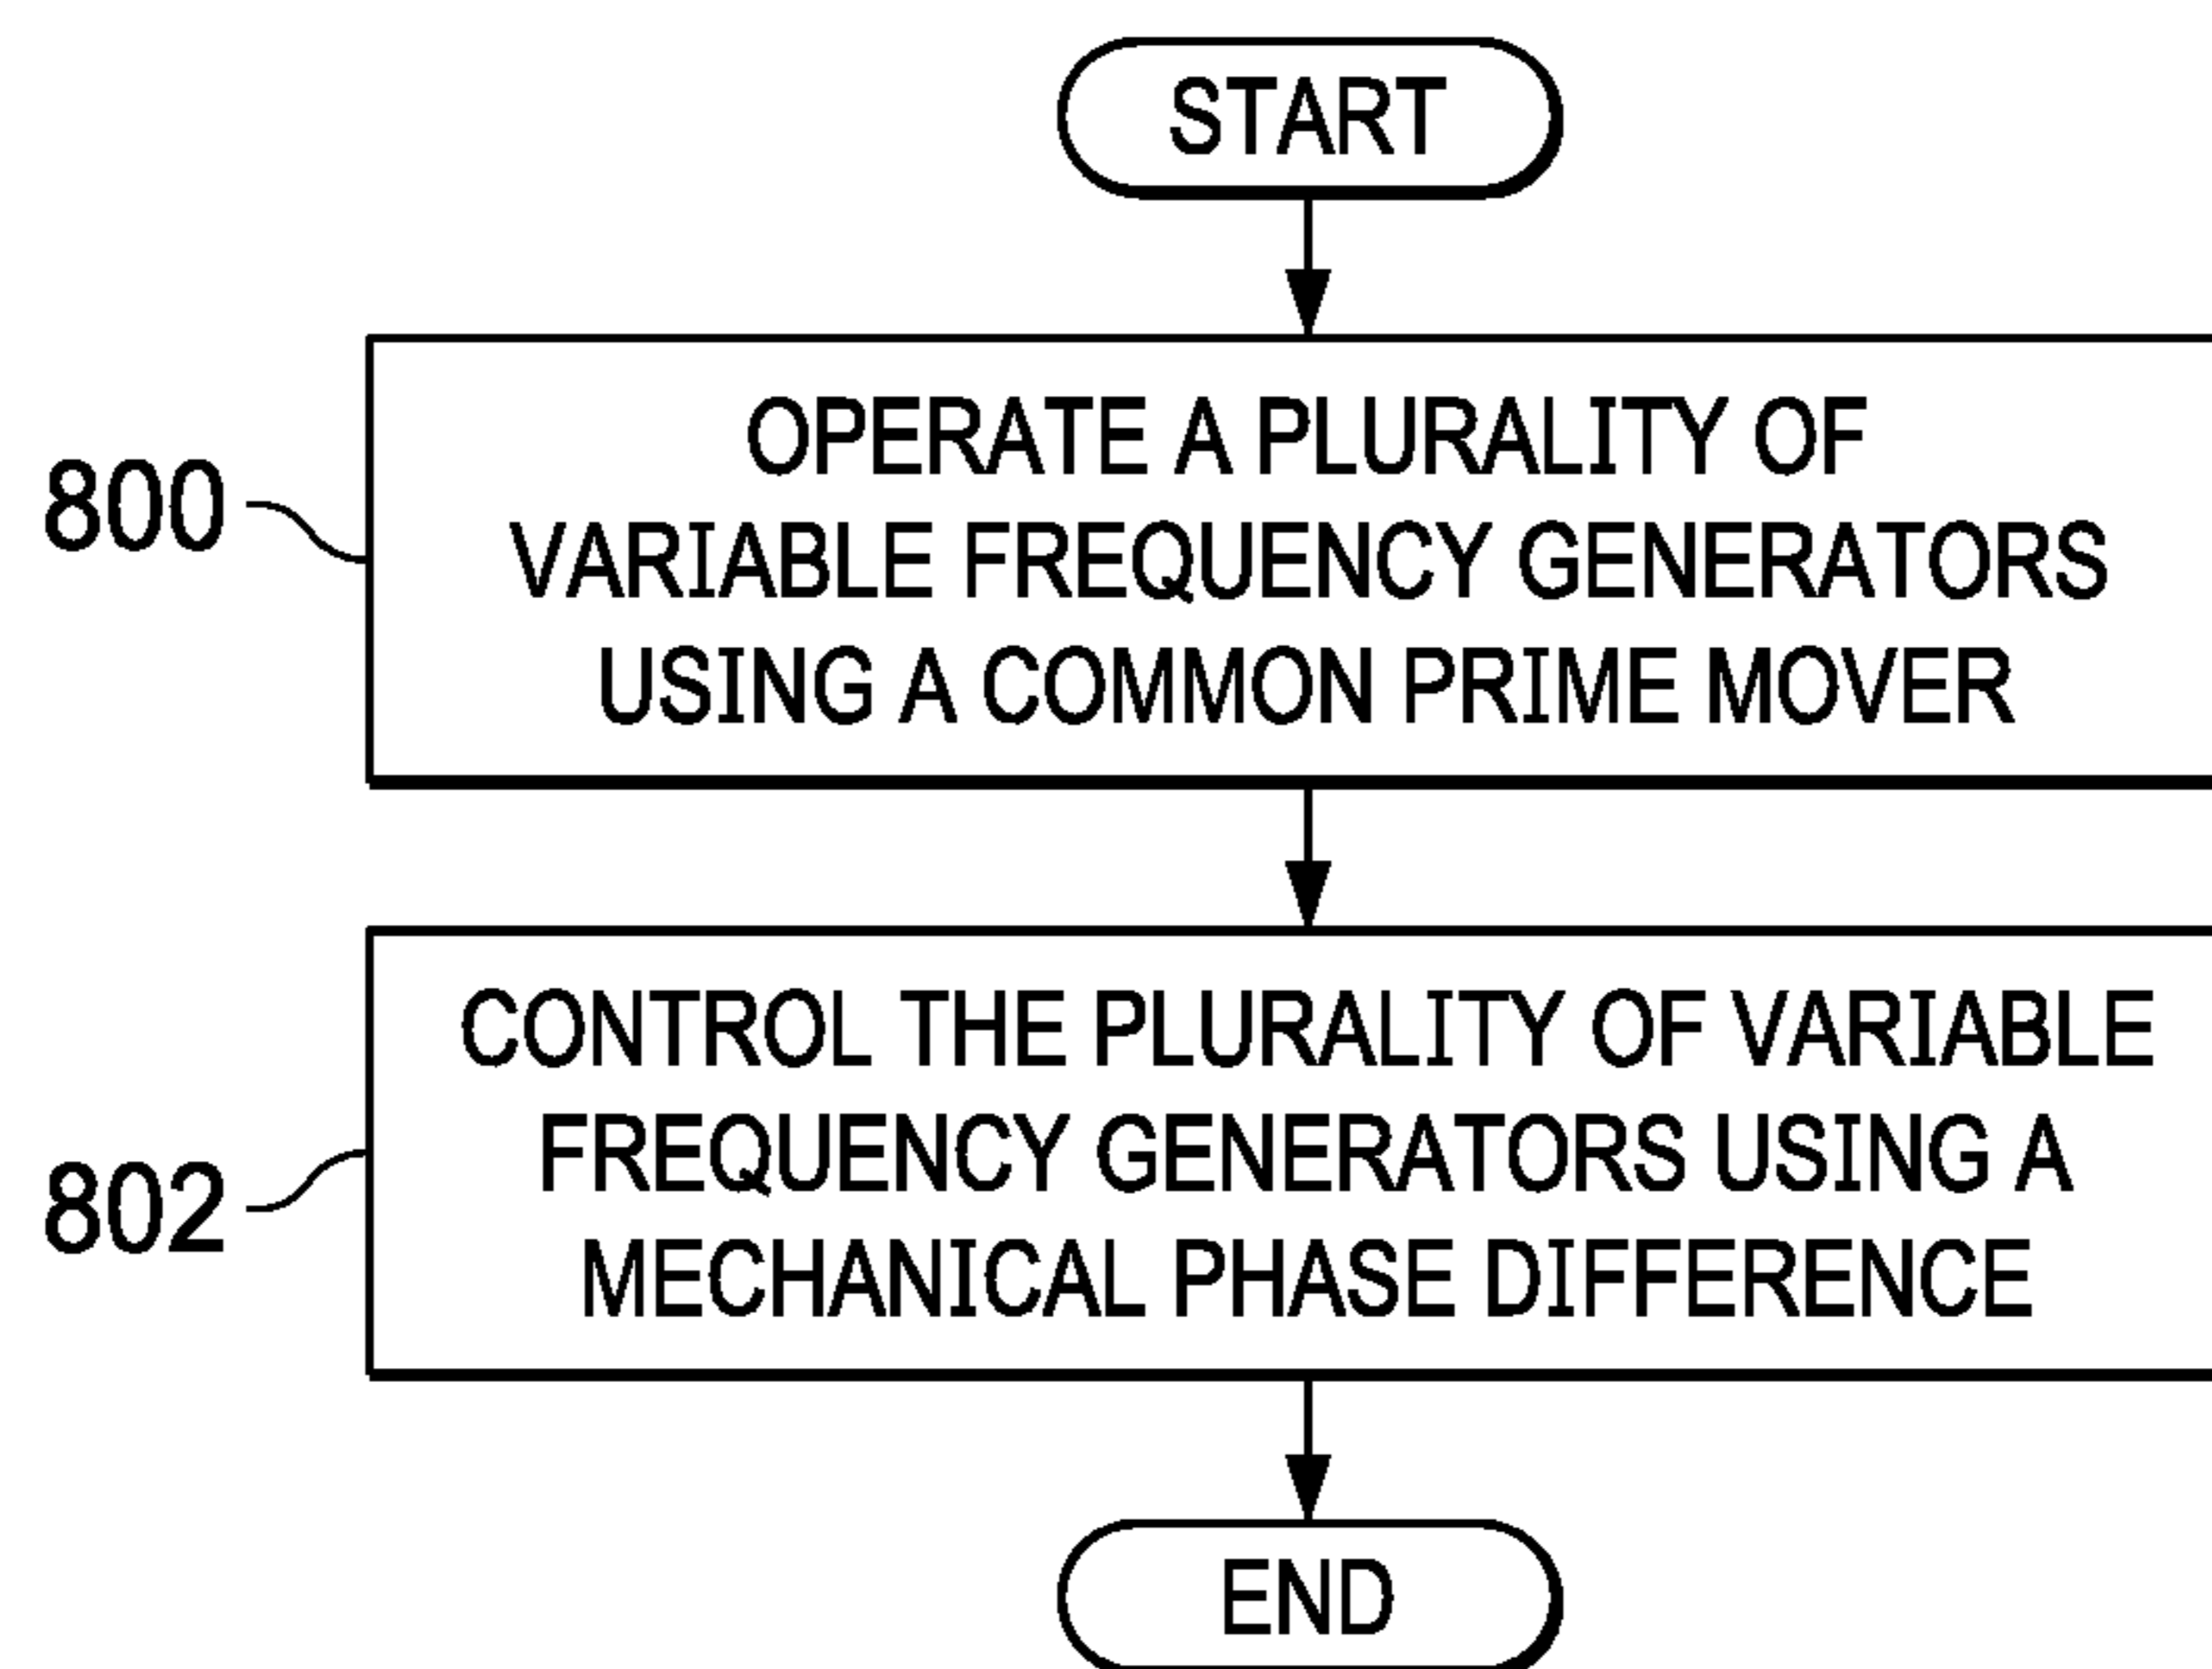 START
800
OPERATE A PLURALITY OF
VARIABLE FREQUENCY GENERATORS
USING A COMMON PRIME MOVER
802
CONTROL THE PLURALITY OF VARIABLE
FREQUENCY GENERATORS USING A
MECHANICAL PHASE DIFFERENCE
END